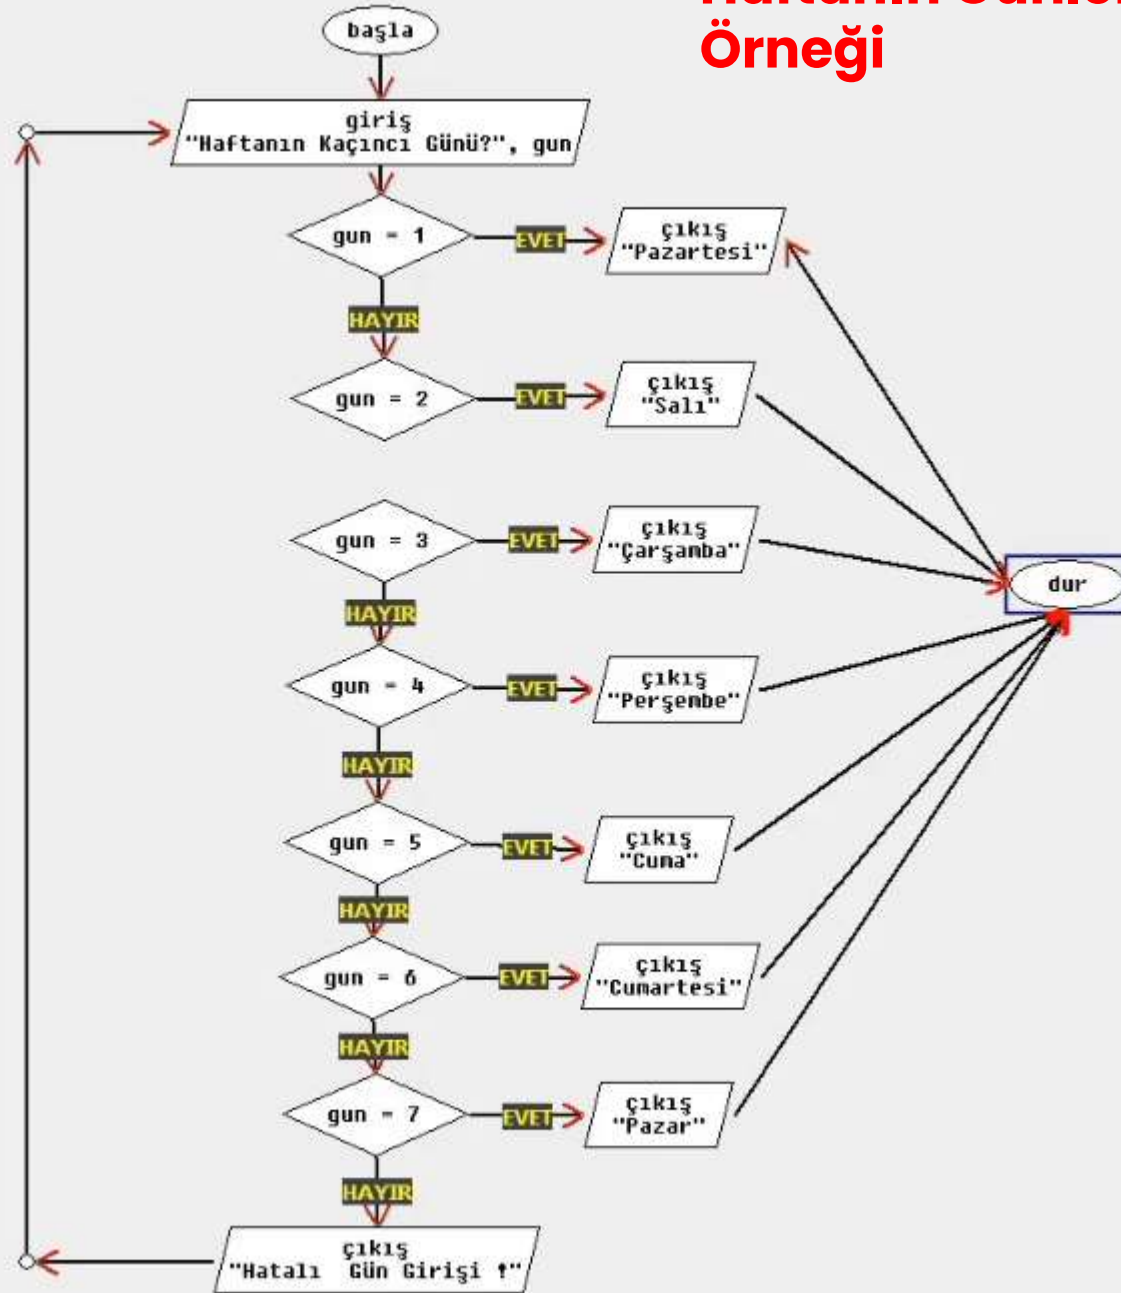 Örneği
başla
giriş
"Haftanın Kaçıncı Günü?", gun
gun = 1
EVET
çıkış
"Pazartesi"
HAYIR
gun = 2
EVET
çıkış
"Salı"
gun = 3
EVET
çıkış
"Çarşamba"
dur
HAYIR
gun = 4
EVET
çıkış
"Perşembe"
HAYIR
gun = 5
EVET
çıkış
"Cuma"
HAYIR
gun = 6
EVET
çıkış
"Cumartesi"
HAYIR
gun = 7
EVET
çıkış
"Pazar"
HAYIR
çıkış
"Hatalı Gün Girişi !"